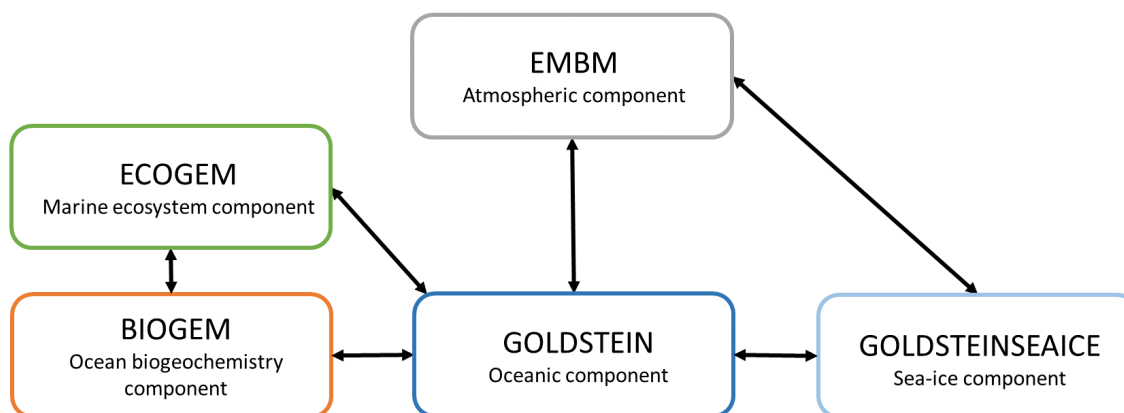 EMBM
Atmospheric component
ECOGEM
Marine ecosystem component
BIOGEM
Ocean biogeochemistry
component
GOLDSTEIN
Oceanic component
GOLDSTEINSEAICE
Sea-ice component